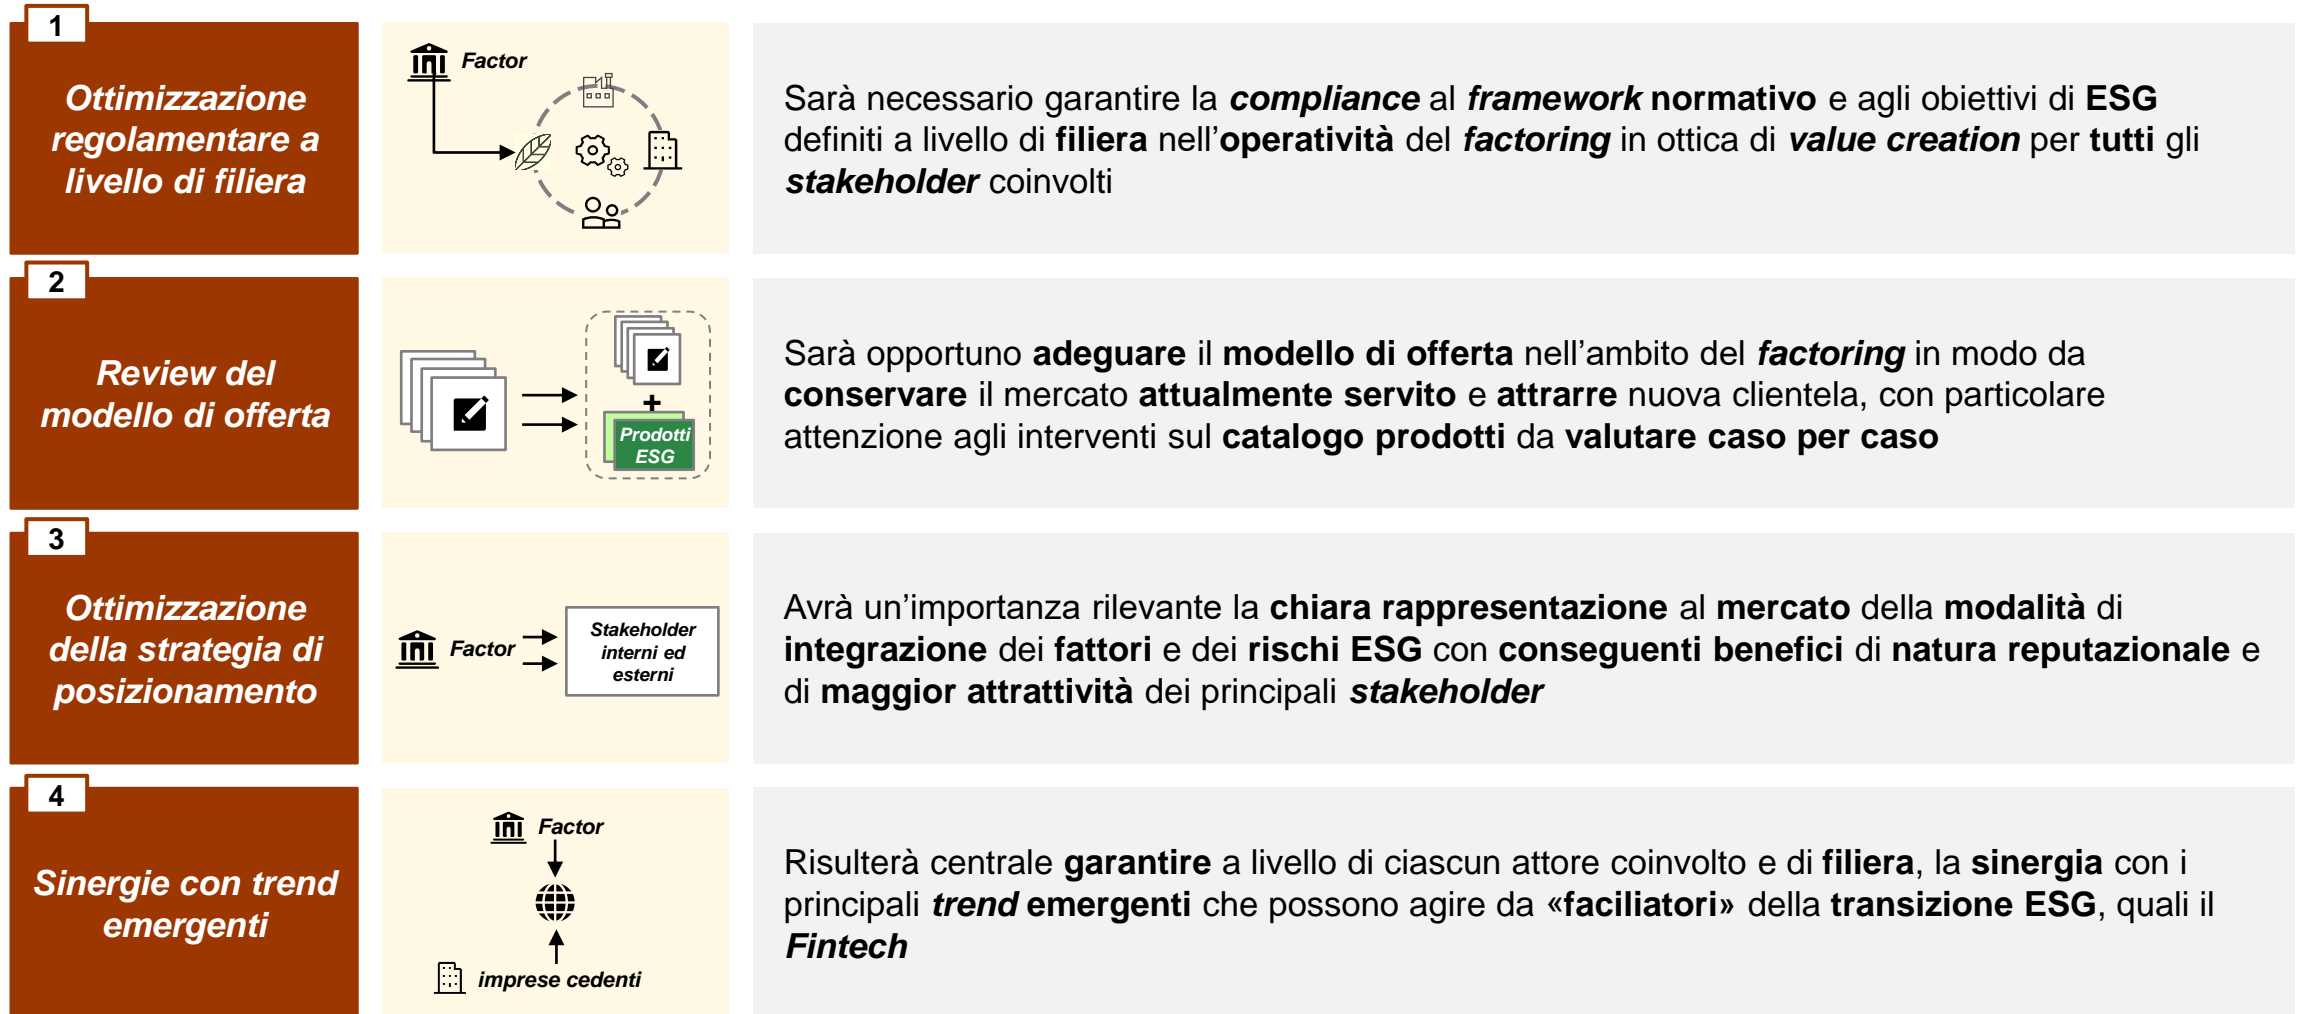 1
Ottimizzazione
regolamentare a
livello di filiera
Factor
Sarà necessario garantire la compliance al framework normativo e agli obiettivi di ESG
definiti a livello di filiera nell’operatività del factoring in ottica di value creation per tutti gli
stakeholder coinvolti
2
Review del
modello di offerta
+
Prodotti
ESG
Sarà opportuno adeguare il modello di offerta nell’ambito del factoring in modo da
conservare il mercato attualmente servito e attrarre nuova clientela, con particolare
attenzione agli interventi sul catalogo prodotti da valutare caso per caso
3
Ottimizzazione
della strategia di
posizionamento
Factor
Stakeholder
interni ed
esterni
Avrà un’importanza rilevante la chiara rappresentazione al mercato della modalità di
integrazione dei fattori e dei rischi ESG con conseguenti benefici di natura reputazionale e
di maggior attrattività dei principali stakeholder
4
Sinergie con trend
emergenti
Factor
imprese cedenti
Risulterà centrale garantire a livello di ciascun attore coinvolto e di filiera, la sinergia con i
principali trend emergenti che possono agire da «faciliatori» della transizione ESG, quali il
Fintech